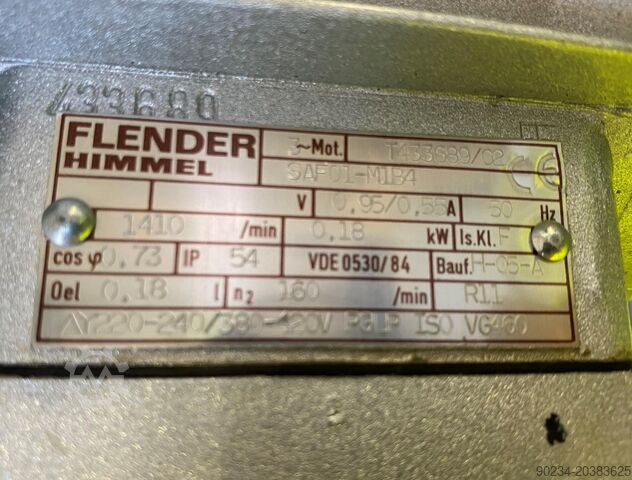 433680
FLENDER HIMMEL
3~Mot. T433689/02
SAF01-M1B4
V 0,95/0,55 A 50 Hz
1410 /min 0,18 kW Is.Kl. F
cos φ 0,73 IP 54 VDE 0530/84 Bauf. H-05-A
Oel 0,18 l n2 160 /min R11
220-240/380-420V PGLP ISO VG460
90234-20383625